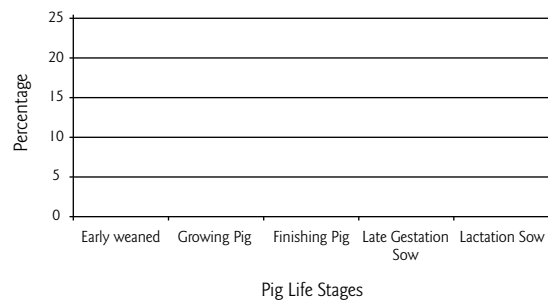 25
20
15
10
5
0
Percentage
Early weaned
Growing Pig
Finishing Pig
Late Gestation
Sow
Lactation Sow
Pig Life Stages